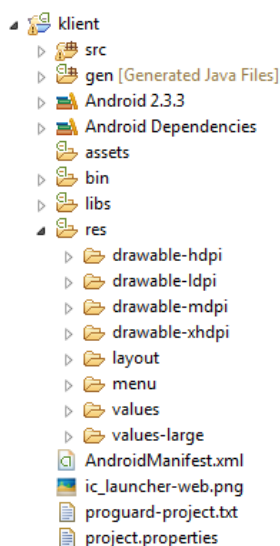 klient
src
gen [Generated Java Files]
Android 2.3.3
Android Dependencies
assets
bin
libs
res
drawable-hdpi
drawable-ldpi
drawable-mdpi
drawable-xhdpi
layout
menu
values
values-large
AndroidManifest.xml
ic_launcher-web.png
proguard-project.txt
project.properties